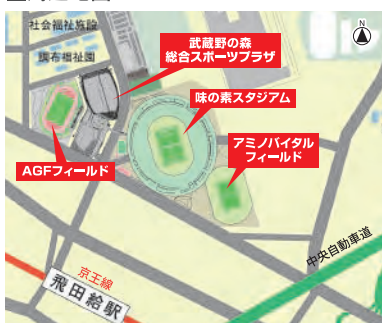 社会福祉施設
調布福祉園
N
武蔵野の森
総合スポーツプラザ
味の素スタジアム
アミノバイタル
フィールド
AGFフィールド
中央自動車道
京王線
飛田給駅